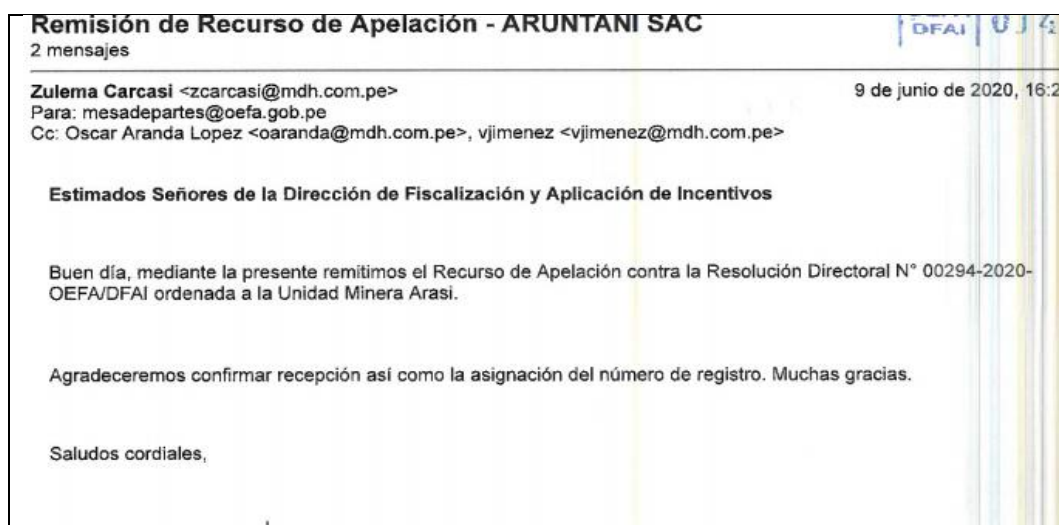 Remisión de Recurso de Apelación - ARUNTANI SAC
DFAI
2 mensajes
Zulema Carcasi <zcarcasi@mdh.com.pe> 9 de junio de 2020, 16:2
Para: mesadepartes@oefa.gob.pe
Cc: Oscar Aranda Lopez <oaranda@mdh.com.pe>, vjimenez <vjimenez@mdh.com.pe>
Estimados Señores de la Dirección de Fiscalización y Aplicación de Incentivos
Buen día, mediante la presente remitimos el Recurso de Apelación contra la Resolución Directoral N° 00294-2020-
OEFA/DFAI ordenada a la Unidad Minera Arasi.
Agradeceremos confirmar recepción así como la asignación del número de registro. Muchas gracias.
Saludos cordiales,